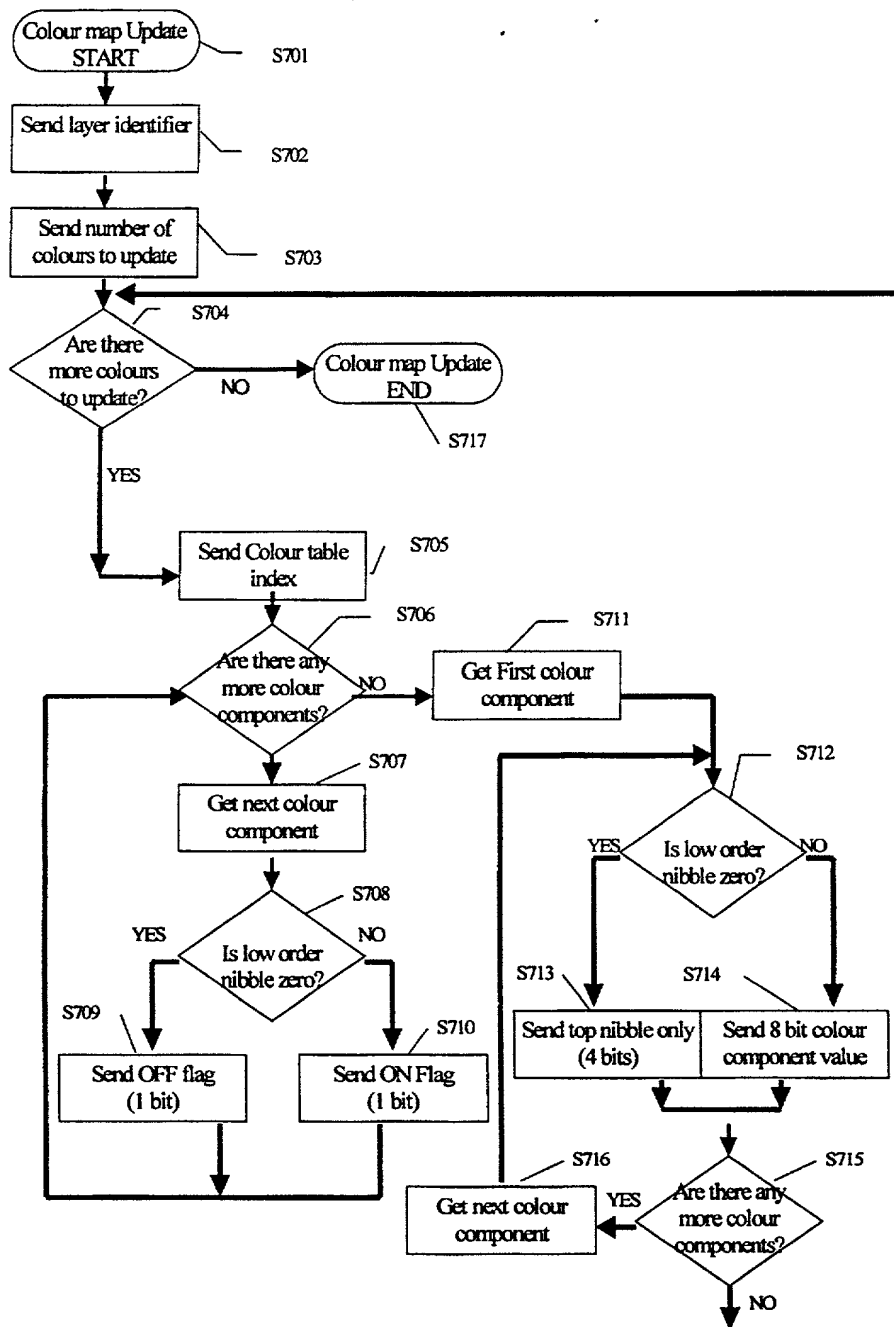 Colour map Update
START
S701
Send layer identifier
S702
Send number of
colours to update
S703
S704
Are there
more colours
to update?
NO
Colour map Update
END
S717
YES
Send Colour table
index
S705
S706
Are there any
more colour
components?
NO
S711
Get First colour
component
S707
Get next colour
component
S712
Is low order
nibble zero?
YES
NO
S708
Is low order
nibble zero?
YES
NO
S709
Send OFF flag
(1 bit)
S710
Send ON Flag
(1 bit)
S713
Send top nibble only
(4 bits)
S714
Send 8 bit colour
component value
S715
Are there any
more colour
components?
YES
S716
Get next colour
component
NO